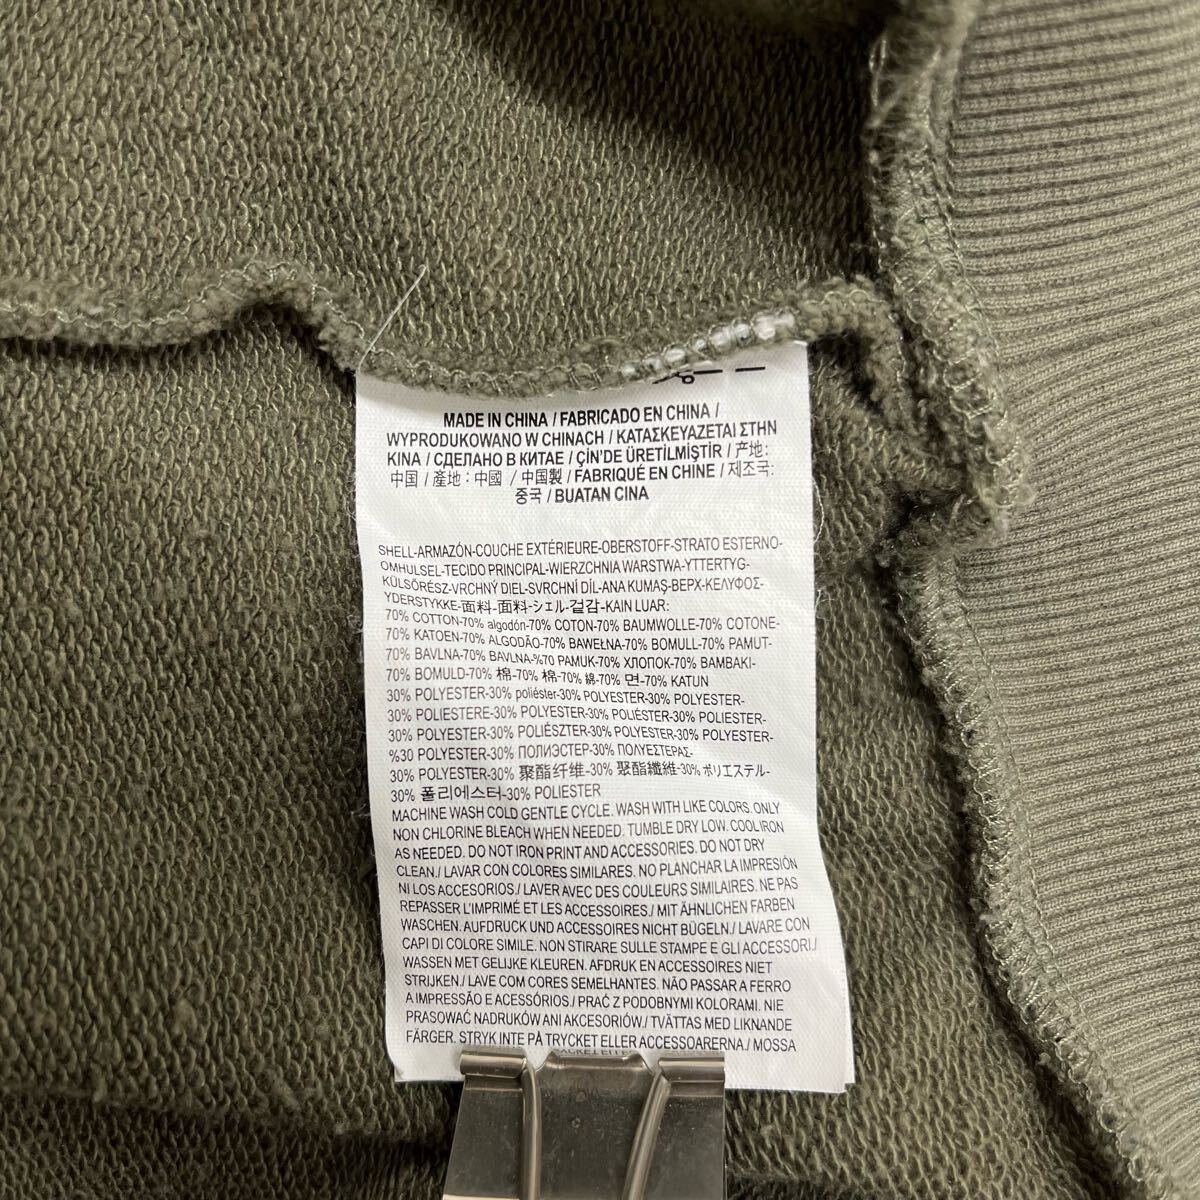 MADE IN CHINA / FABRICADO EN CHINA /
WYPRODUKOWANO W CHINACH / ΚΑΤΑΣΚΕΥΑΖΕΤΑΙ ΣΤΗΝ
ΚΙΝΑ / СДЕЛАНО В КИТАЕ / ÇİN'DE ÜRETİLMİŞTİR / 产地:
中国 / 產地 : 中國 / 中国製 / FABRIQUÉ EN CHINE / 제조국:
중국 / BUATAN CINA
SHELL-ARMAZÓN-COUCHE EXTÉRIEURE-OBERSTOFF-STRATO ESTERNO-
OMHULSEL-TECIDO PRINCIPAL-WIERZCHNIA WARSTWA-YTTERTYG-
KÜLSŐRÉSZ-VRCHNÝ DIEL-SVRCHNÍ DÍL-ANA KUMAŞ-ВЕРХ-ΚΕΛΥΦΟΣ-
YDERSTYKKE-面料-面料-シェル-겉감-KAIN LUAR:
70% COTTON-70% algodón-70% COTON-70% BAUMWOLLE-70% COTONE-
70% KATOEN-70% ALGODÃO-70% BAWEŁNA-70% BOMULL-70% PAMUT-
70% BAVLNA-70% BAVLNA-%70 PAMUK-70% ХЛОПОК-70% BAMBAKI-
70% BOMULD-70% 棉-70% 棉-70% 綿-70% 면-70% KATUN
30% POLYESTER-30% poliéster-30% POLYESTER-30% POLYESTER-
30% POLIESTERE-30% POLYESTER-30% POLIÉSTER-30% POLIESTER-
30% POLYESTER-30% POLIÉSZTER-30% POLYESTER-30% POLYESTER-
%30 POLYESTER-30% ПОЛИЭСТЕР-30% ΠΟΛΥΕΣΤΕΡΑΣ-
30% POLYESTER-30% 聚酯纤维-30% 聚酯纖維-30% ポリエステル-
30% 폴리에스터-30% POLIESTER
MACHINE WASH COLD GENTLE CYCLE. WASH WITH LIKE COLORS. ONLY
NON CHLORINE BLEACH WHEN NEEDED. TUMBLE DRY LOW. COOL IRON
AS NEEDED. DO NOT IRON PRINT AND ACCESSORIES. DO NOT DRY
CLEAN./ LAVAR CON COLORES SIMILARES. NO PLANCHAR LA IMPRESIÓN
NI LOS ACCESORIOS./ LAVER AVEC DES COULEURS SIMILAIRES. NE PAS
REPASSER L'IMPRIMÉ ET LES ACCESSOIRES./ MIT ÄHNLICHEN FARBEN
WASCHEN. AUFDRUCK UND ACCESSOIRES NICHT BÜGELN./ LAVARE CON
CAPI DI COLORE SIMILE. NON STIRARE SULLE STAMPE E GLI ACCESSORI./
WASSEN MET GELIJKE KLEUREN. AFDRUK EN ACCESSOIRES NIET
STRIJKEN./ LAVE COM CORES SEMELHANTES. NÃO PASSAR A FERRO
A IMPRESSÃO E ACESSÓRIOS./ PRAĆ Z PODOBNYMI KOLORAMI. NIE
PRASOWAĆ NADRUKÓW ANI AKCESORIÓW./ TVÄTTAS MED LIKNANDE
FÄRGER. STRYK INTE PÅ TRYCKET ELLER ACCESSOARERNA./ MOSSA